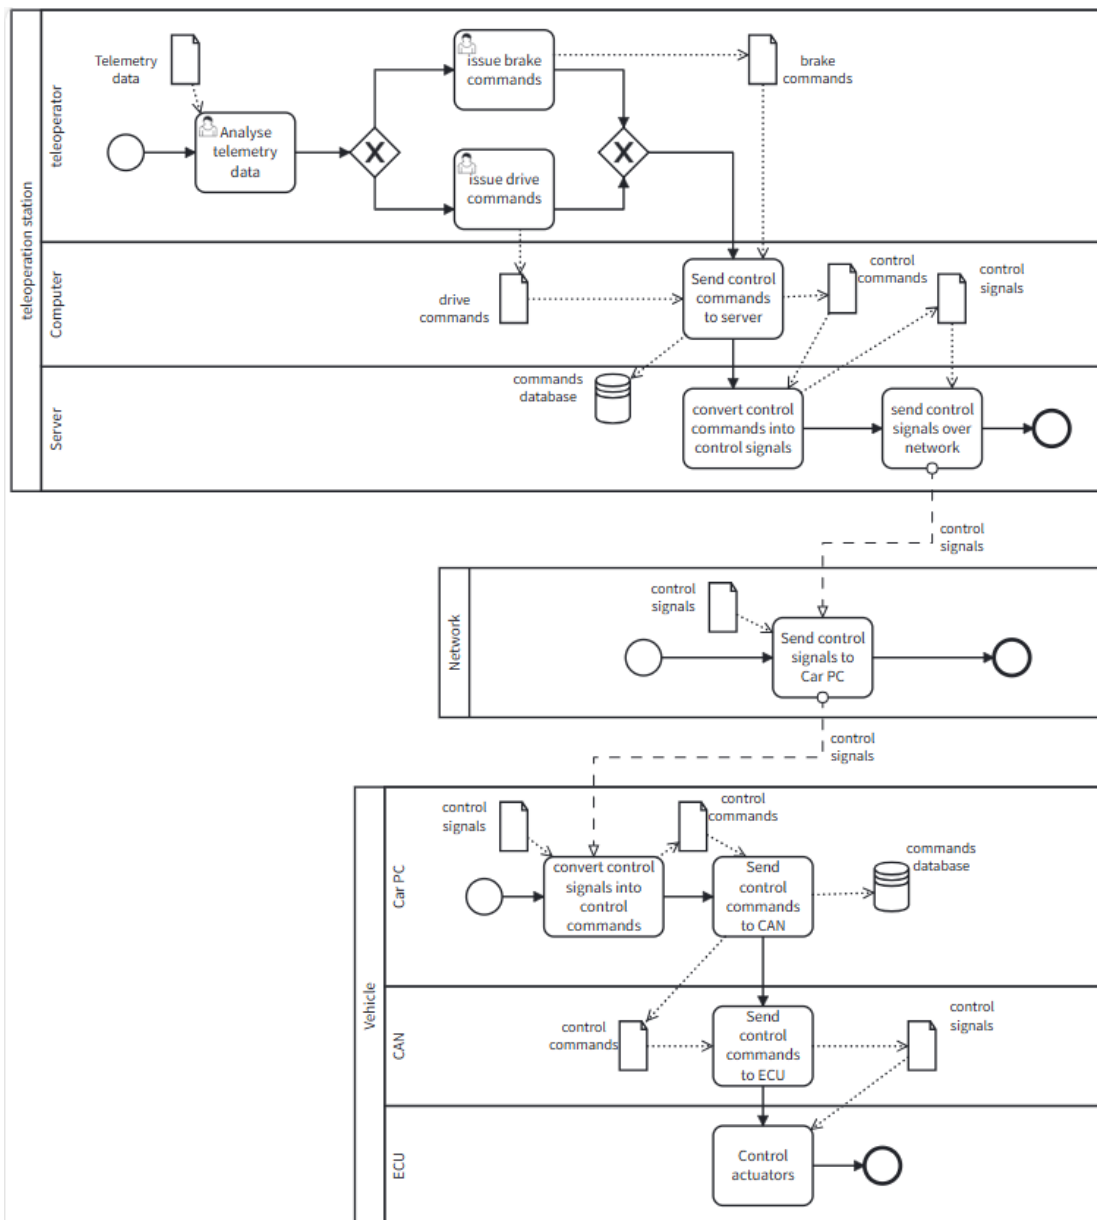 teleoperation station
teleoperator
Telemetry
data
Analyse
telemetry
data
X
issue brake
commands
issue drive
commands
X
brake
commands
Computer
drive
commands
Send control
commands
to server
control
commands
control
signals
Server
commands
database
convert control
commands into
control signals
send control
signals over
network
control
signals
Network
control
signals
Send control
signals to
Car PC
control
signals
Vehicle
Car PC
control
signals
convert control
signals into
control
commands
control
commands
Send
control
commands
to CAN
commands
database
CAN
control
commands
Send
control
commands
to ECU
control
signals
ECU
Control
actuators